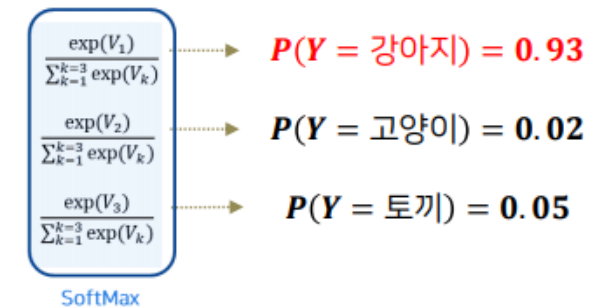 exp(V₁) / ∑ₖ₌₁ᵏ⁼³ exp(Vₖ) P(Y = 강아지) = 0.93
exp(V₂) / ∑ₖ₌₁ᵏ⁼³ exp(Vₖ) P(Y = 고양이) = 0.02
exp(V₃) / ∑ₖ₌₁ᵏ⁼³ exp(Vₖ) P(Y = 토끼) = 0.05
SoftMax